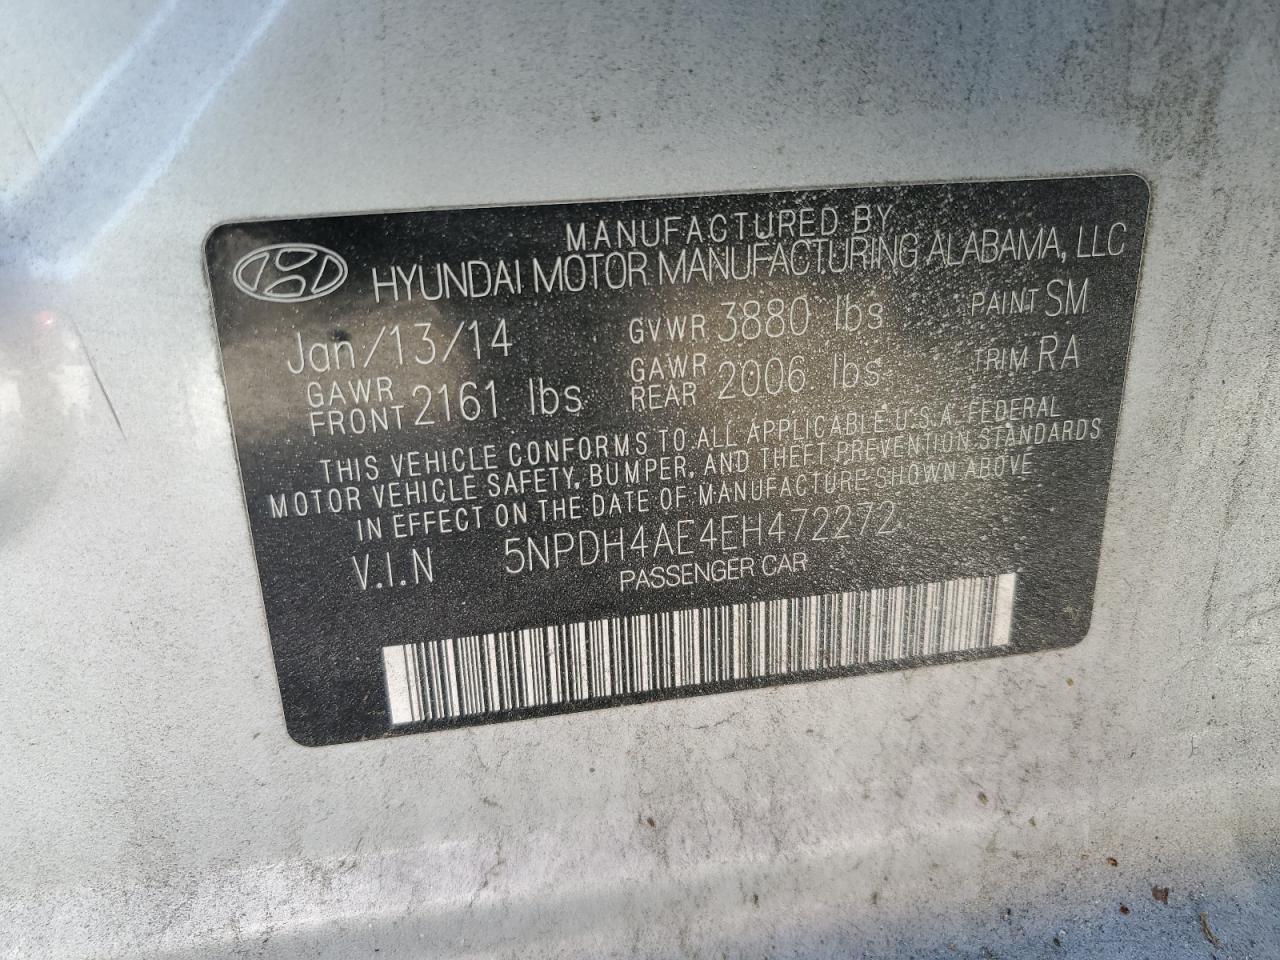 MANUFACTURED BY
HYUNDAI MOTOR MANUFACTURING ALABAMA, LLC
Jan/13/14 GVWR 3880 lbs PAINT SM
GAWR FRONT 2161 lbs GAWR REAR 2006 lbs TRIM RA
THIS VEHICLE CONFORMS TO ALL APPLICABLE U.S.A. FEDERAL
MOTOR VEHICLE SAFETY, BUMPER, AND THEFT PREVENTION STANDARDS
IN EFFECT ON THE DATE OF MANUFACTURE SHOWN ABOVE
V.I.N 5NPDH4AE4EH472272
PASSENGER CAR